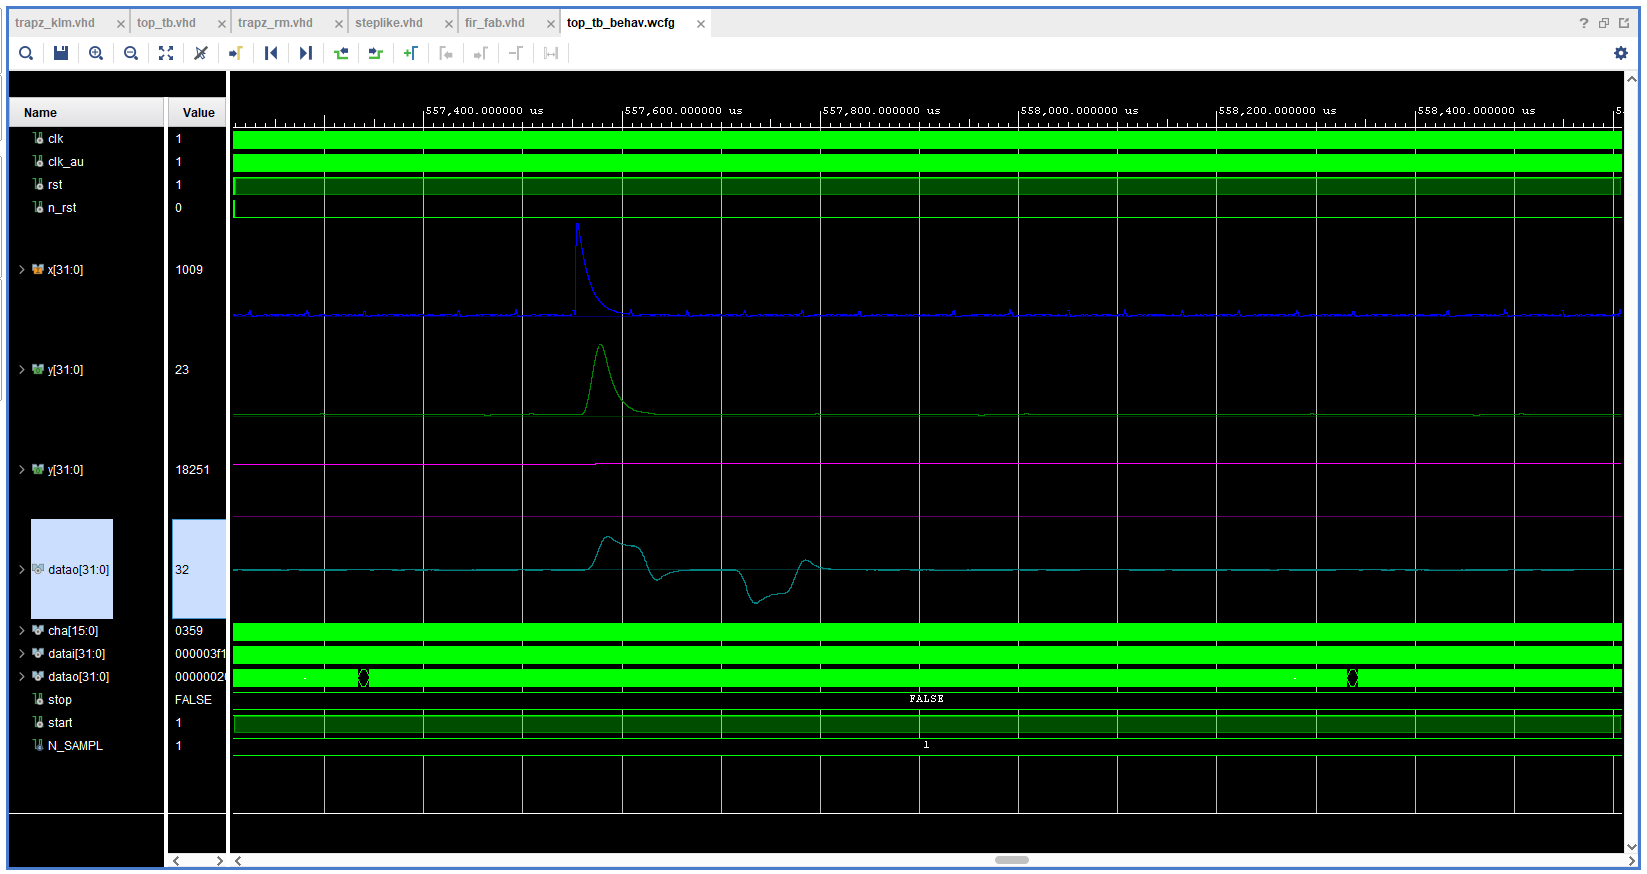 trapz_klm.vhd × top_tb.vhd × trapz_rm.vhd × steplike.vhd × fir_fab.vhd × top_tb_behav.wcfg × ?
Name Value
557,400.000000 us 557,600.000000 us 557,800.000000 us 558,000.000000 us 558,200.000000 us 558,400.000000 us
clk 1
clk_au 1
rst 1
n_rst 0
x[31:0] 1009
y[31:0] 23
y[31:0] 18251
datao[31:0] 32
cha[15:0] 0359
datai[31:0] 000003f1
datao[31:0] 0000002
stop FALSE FALSE
start 1
N_SAMPL 1 1